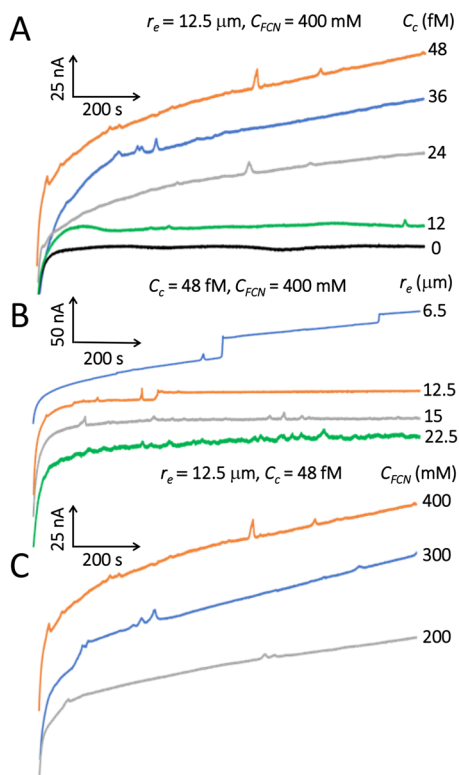 A
r_e = 12.5 μm, C_FCN = 400 mM
C_c (fM)
25 nA
200 s
48
36
24
12
0
B
C_c = 48 fM, C_FCN = 400 mM
r_e (μm)
50 nA
200 s
6.5
12.5
15
22.5
C
r_e = 12.5 μm, C_c = 48 fM
C_FCN (mM)
25 nA
200 s
400
300
200